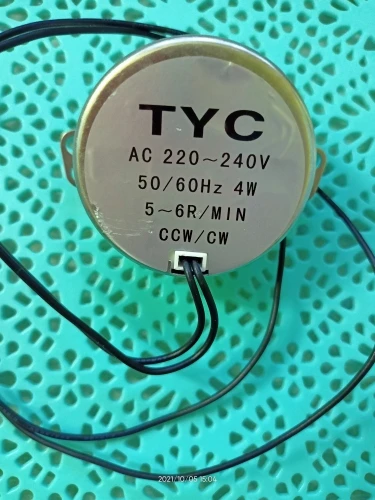 TYC
AC 220～240V
50/60Hz 4W
5～6R/MIN
CCW/CW
2021/10/05 15:04